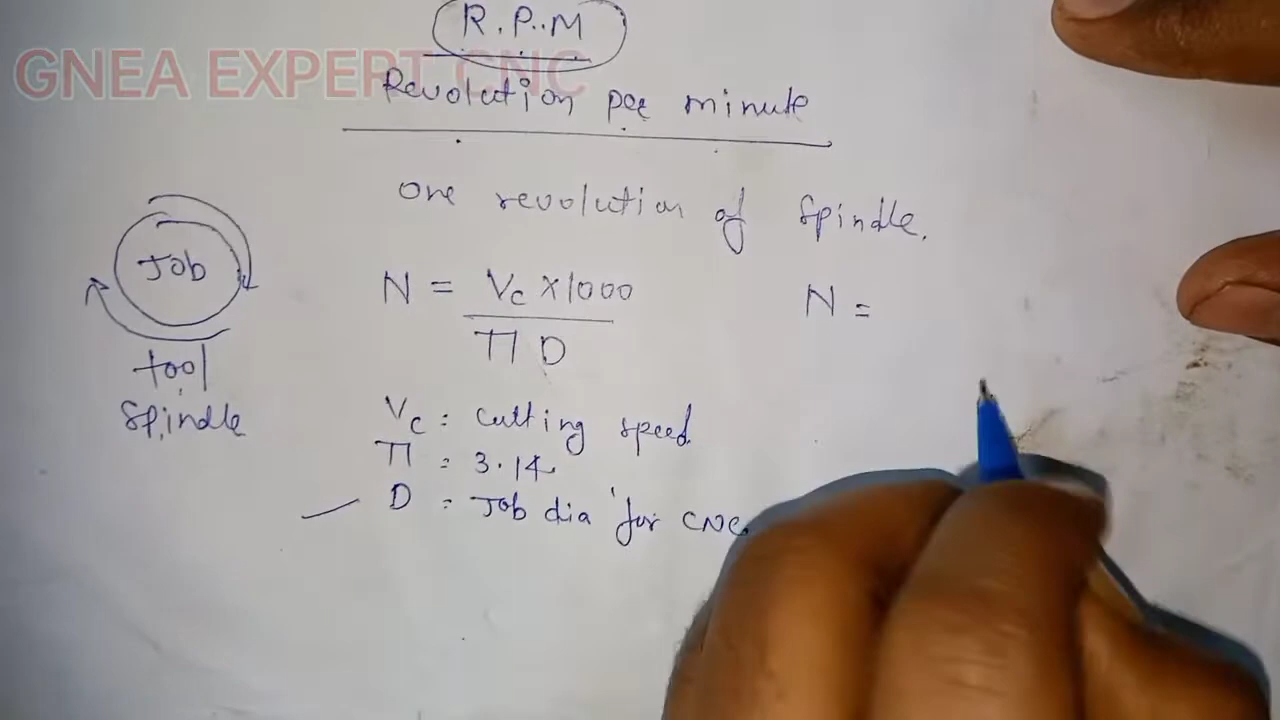 R.P.M
GNEA EXPERT CNC
Revolution per minute
one revolution of spindle.
Job
tool
spindle
N = Vc X1000
π D
N =
Vc : Cutting speed
π : 3.14
D : Job dia for CNC